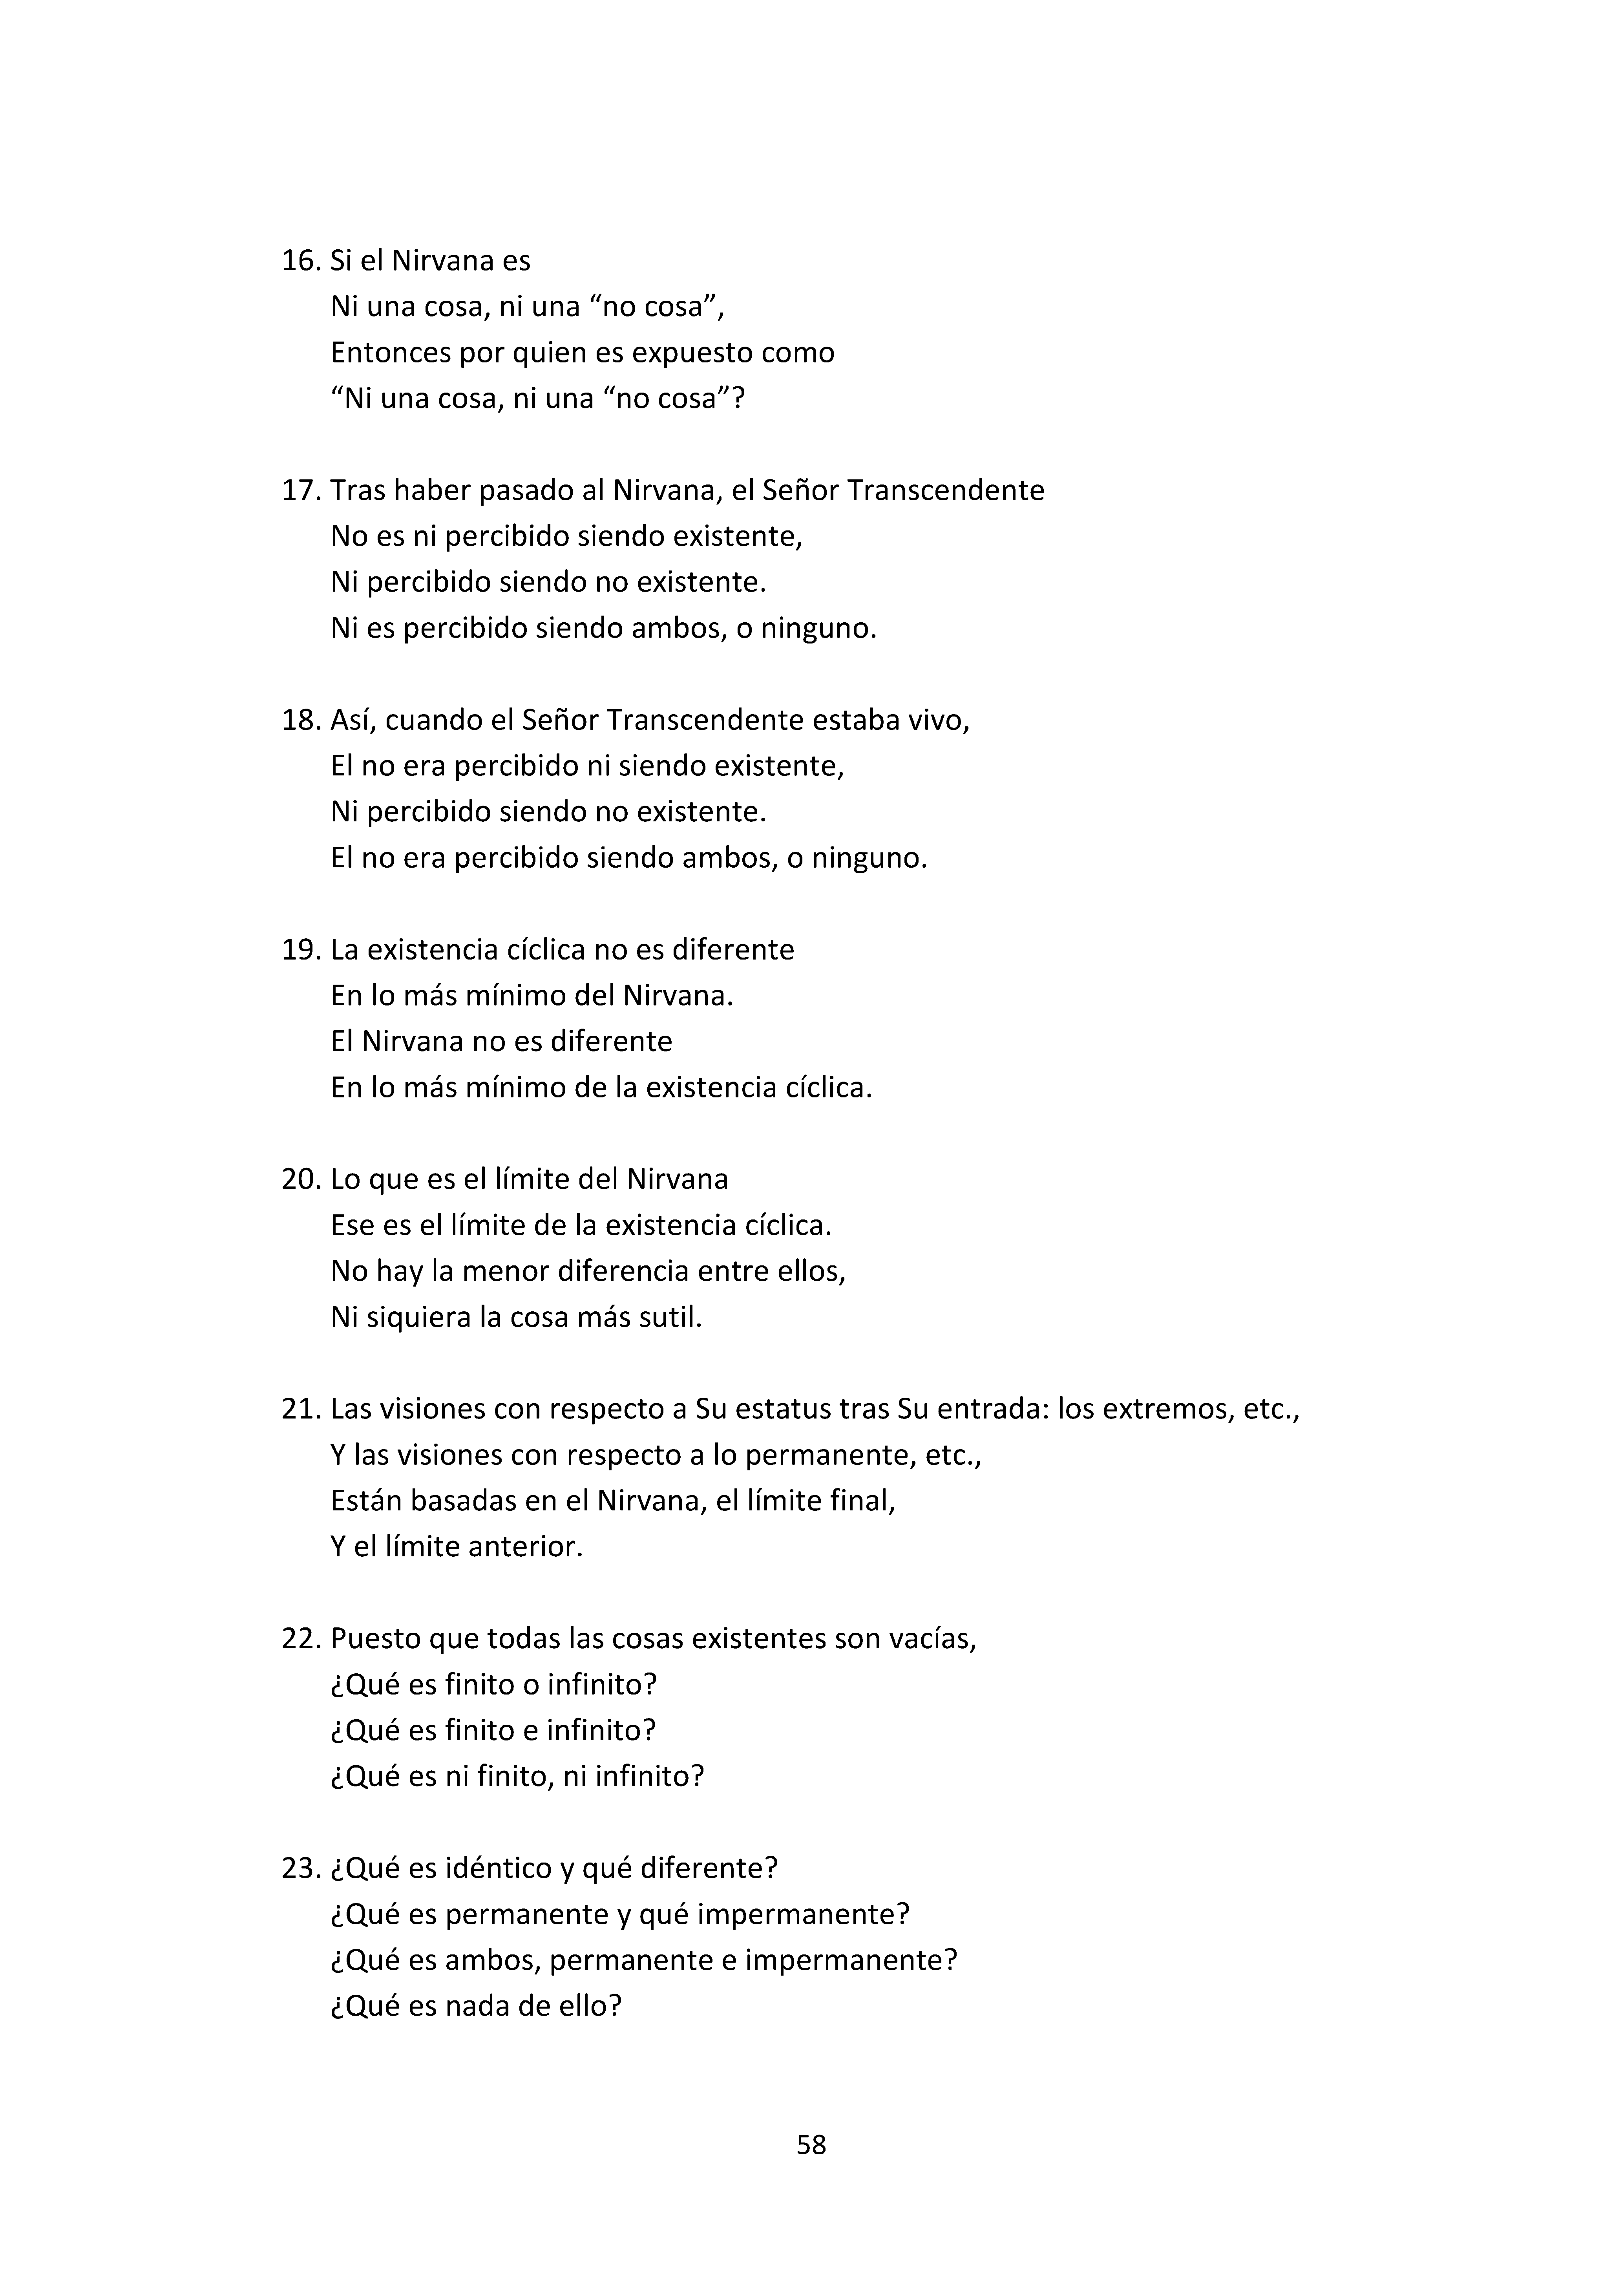 16. Si el Nirvana es
Ni una cosa, ni una “no cosa”,
Entonces por quien es expuesto como
“Ni una cosa, ni una “no cosa”?
17. Tras haber pasado al Nirvana, el Señor Transcendente
No es ni percibido siendo existente,
Ni percibido siendo no existente.
Ni es percibido siendo ambos, o ninguno.
18. Así, cuando el Señor Transcendente estaba vivo,
El no era percibido ni siendo existente,
Ni percibido siendo no existente.
El no era percibido siendo ambos, o ninguno.
19. La existencia cíclica no es diferente
En lo más mínimo del Nirvana.
El Nirvana no es diferente
En lo más mínimo de la existencia cíclica.
20. Lo que es el límite del Nirvana
Ese es el límite de la existencia cíclica.
No hay la menor diferencia entre ellos,
Ni siquiera la cosa más sutil.
21. Las visiones con respecto a Su estatus tras Su entrada: los extremos, etc.,
Y las visiones con respecto a lo permanente, etc.,
Están basadas en el Nirvana, el límite final,
Y el límite anterior.
22. Puesto que todas las cosas existentes son vacías,
¿Qué es finito o infinito?
¿Qué es finito e infinito?
¿Qué es ni finito, ni infinito?
23. ¿Qué es idéntico y qué diferente?
¿Qué es permanente y qué impermanente?
¿Qué es ambos, permanente e impermanente?
¿Qué es nada de ello?
58